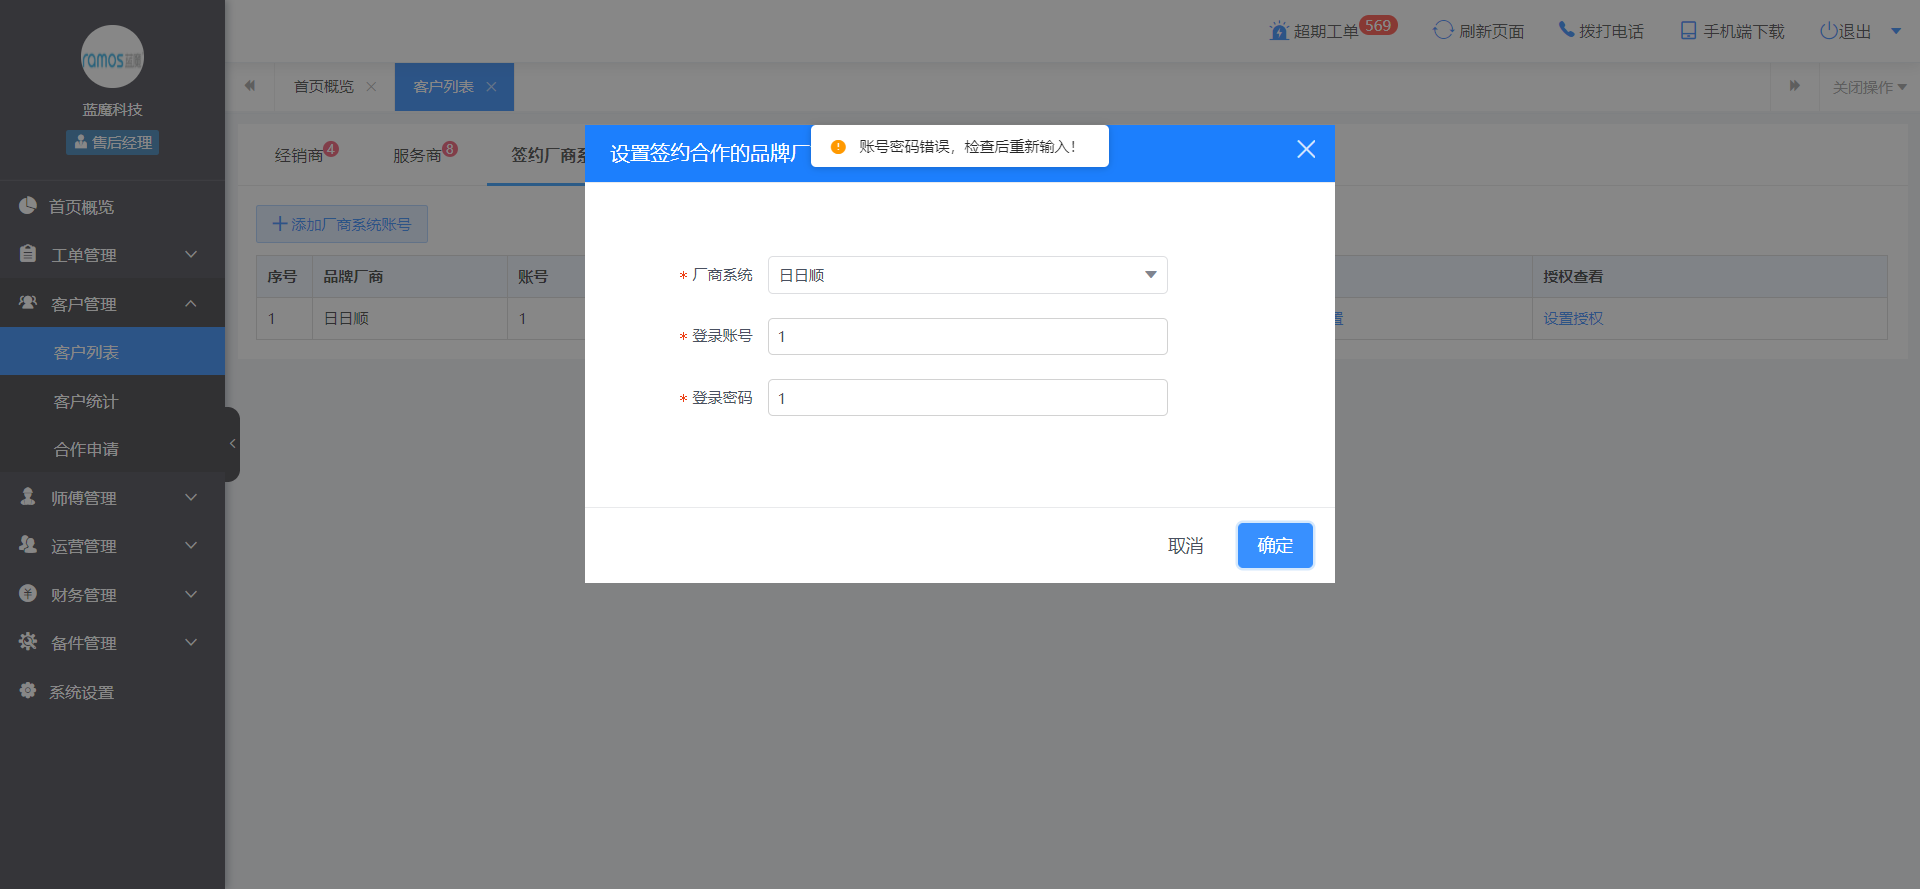 ramos蓝魔
蓝魔科技
售后经理
首页概览
工单管理
客户管理
客户列表
客户统计
合作申请
师傅管理
运营管理
财务管理
备件管理
系统设置
超期工单 569
刷新页面
拨打电话
手机端下载
退出
首页概览
客户列表
关闭操作
经销商 4
服务商 8
签约厂商系
添加厂商系统账号
序号 品牌厂商 账号 授权查看
1 日日顺 1 置 设置授权
设置签约合作的品牌厂
账号密码错误，检查后重新输入！
* 厂商系统 日日顺
* 登录账号 1
* 登录密码 1
取消 确定